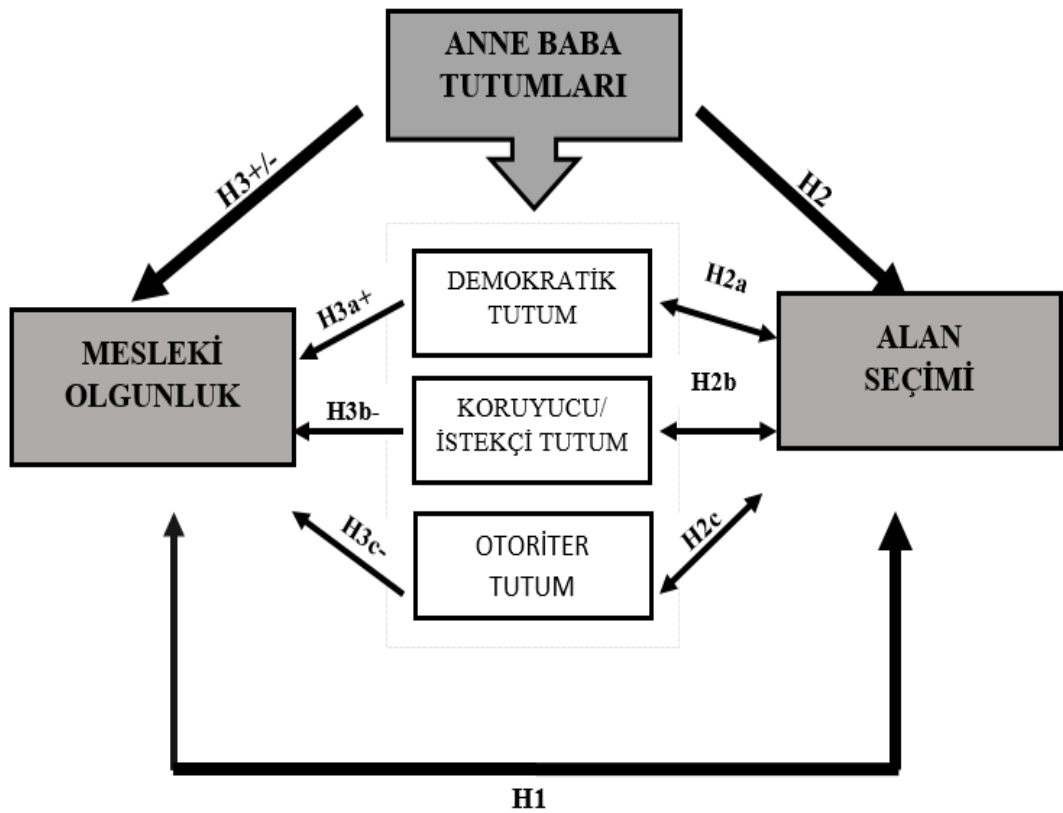 ANNE BABA
TUTUMLARI
H3+/-
H2
DEMOKRATİK
TUTUM
H3a+
H2a
MESLEKİ
OLGUNLUK
ALAN
SEÇİMİ
H3b-
KORUYUCU/
İSTEKÇİ TUTUM
H2b
H3c-
OTORİTER
TUTUM
H2c
H1